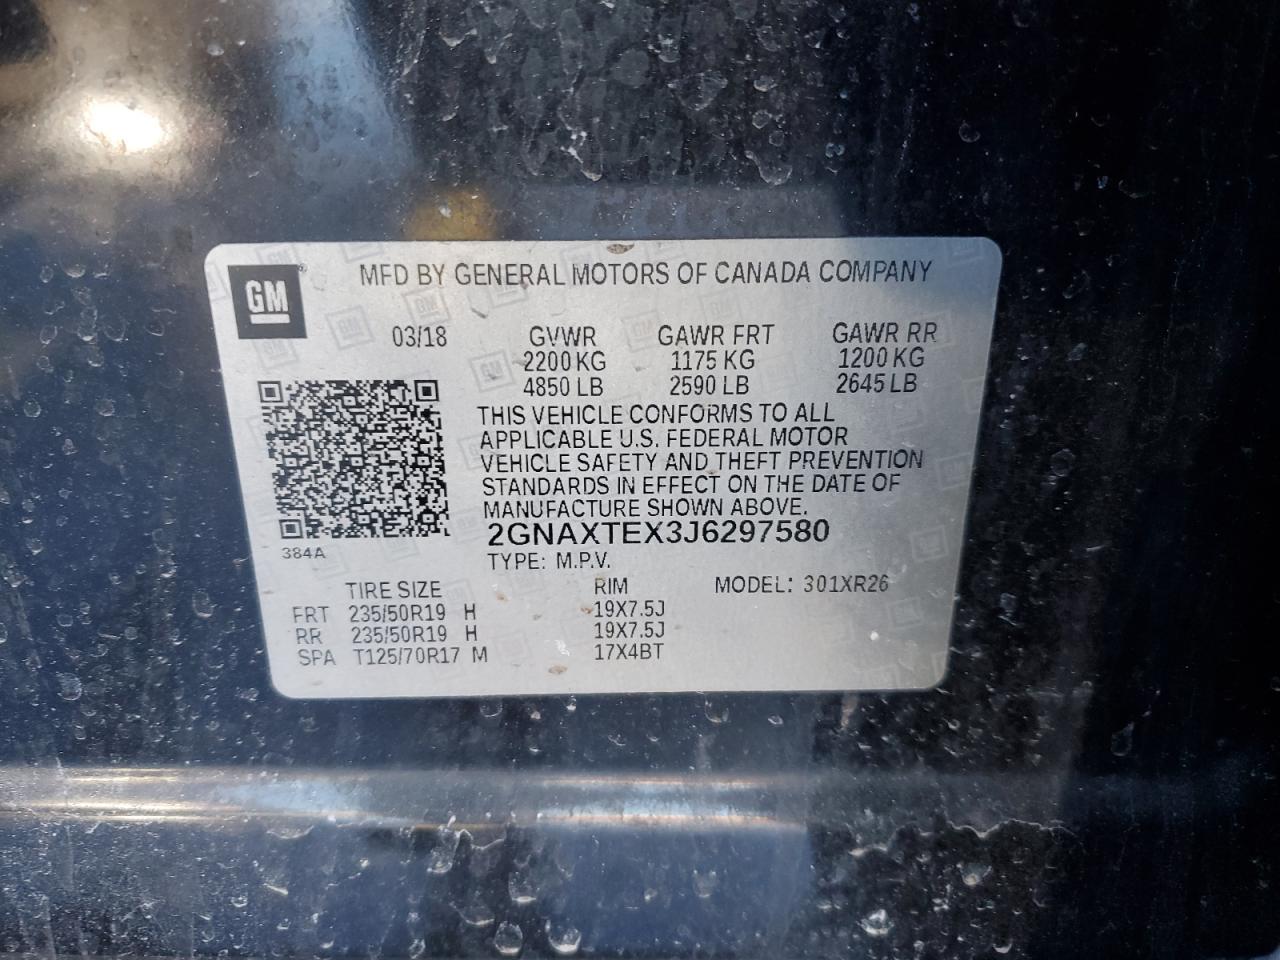 GM
MFD BY GENERAL MOTORS OF CANADA COMPANY
03/18 GVWR GAWR FRT GAWR RR
2200 KG 1175 KG 1200 KG
4850 LB 2590 LB 2645 LB
THIS VEHICLE CONFORMS TO ALL
APPLICABLE U.S. FEDERAL MOTOR
VEHICLE SAFETY AND THEFT PREVENTION
STANDARDS IN EFFECT ON THE DATE OF
MANUFACTURE SHOWN ABOVE.
2GNAXTEX3J6297580
384A
TYPE: M.P.V.
TIRE SIZE RIM MODEL: 301XR26
FRT 235/50R19 H 19X7.5J
RR 235/50R19 H 19X7.5J
SPA T125/70R17 M 17X4BT